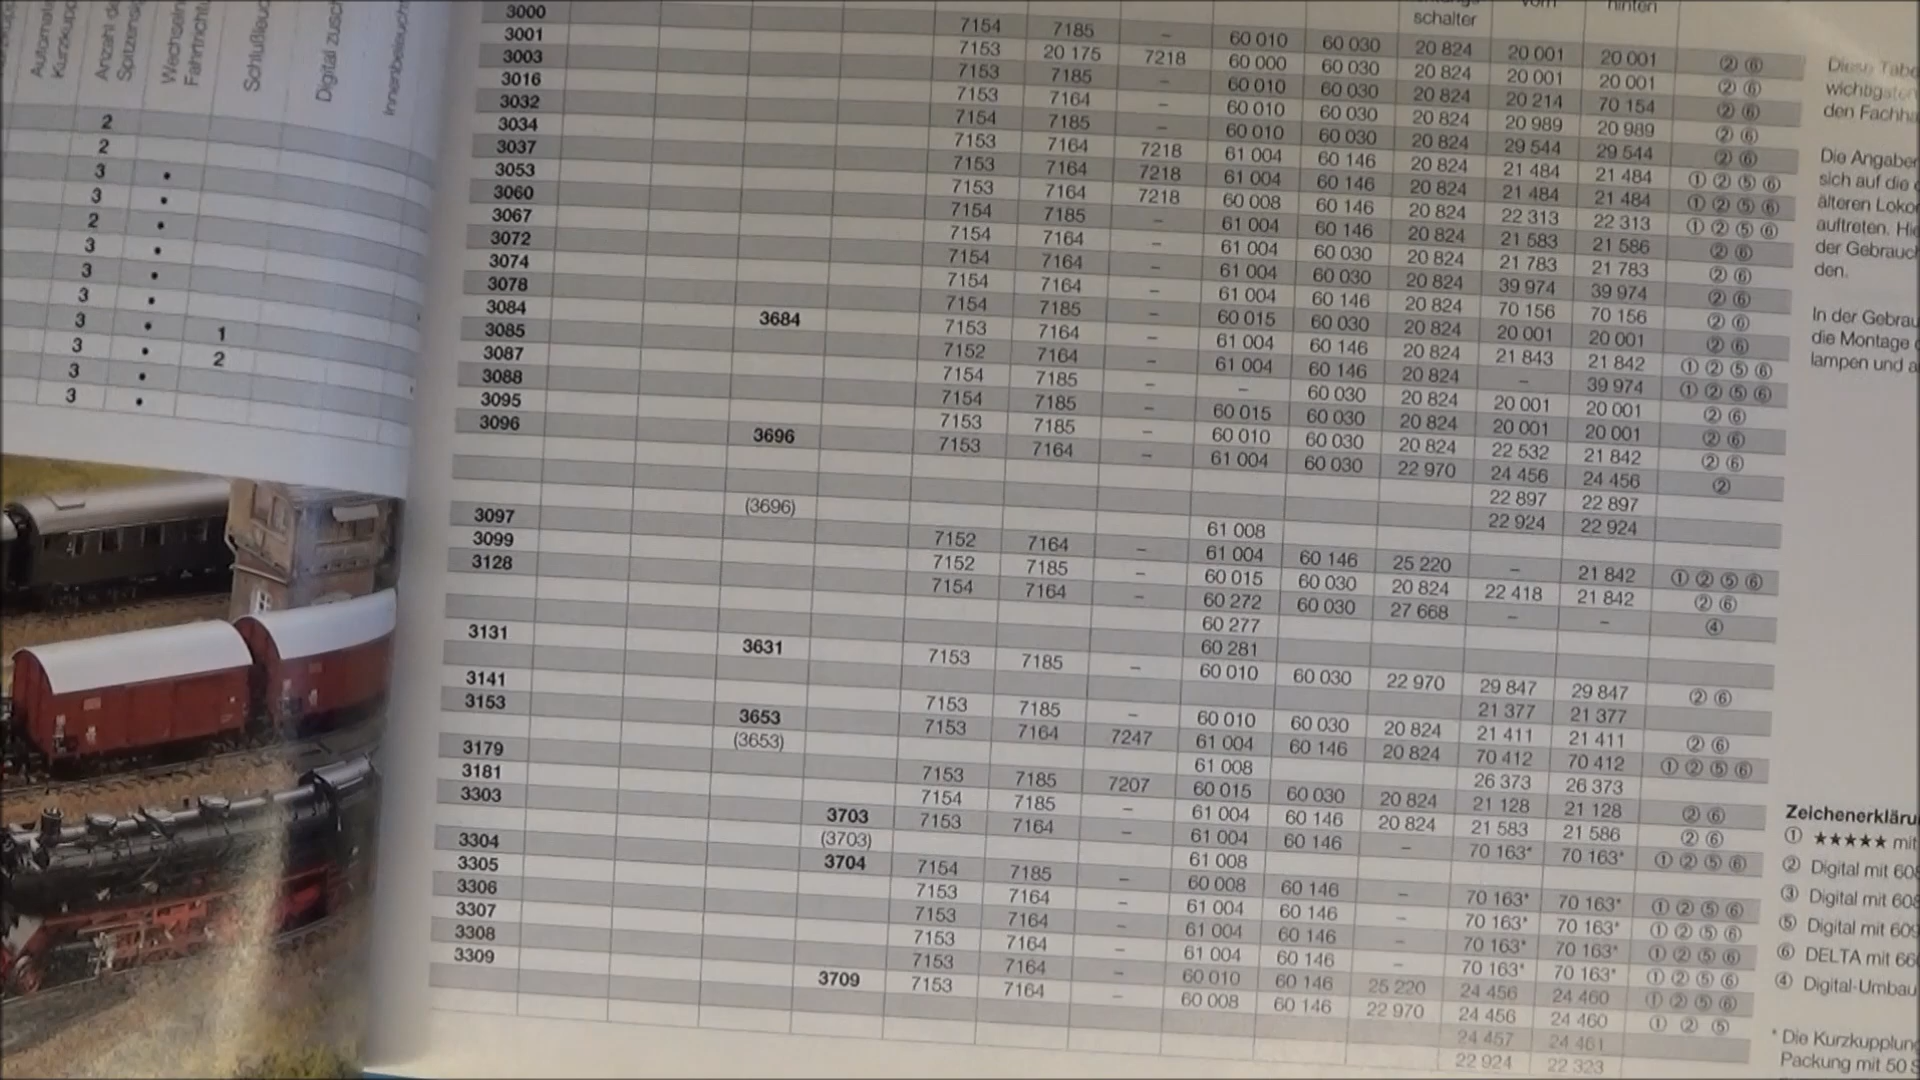 Kurzkupp
Anzahl
Fahrtricht
Digital zusc
Innenbeleucht
2
2
3 •
3 •
2 •
3 •
3 •
3 •
3 • 1
3 • 2
3 •
3 •
schalter vorn hinten
3000 7154 7185 – 60 010 60 030 20 824 20 001 20 001 ② ⑥
3001 7153 20 175 7218 60 000 60 030 20 824 20 001 20 001 ② ⑥
3003 7153 7185 – 60 010 60 030 20 824 20 214 70 154 ② ⑥
3016 7153 7164 – 60 010 60 030 20 824 20 989 20 989 ② ⑥
3032 7154 7185 – 60 010 60 030 20 824 29 544 29 544 ② ⑥
3034 7153 7164 7218 61 004 60 146 20 824 21 484 21 484 ① ② ⑤ ⑥
3037 7153 7164 7218 61 004 60 146 20 824 21 484 21 484 ① ② ⑤ ⑥
3053 7153 7164 7218 60 008 60 146 20 824 22 313 22 313 ① ② ⑤ ⑥
3060 7154 7185 – 61 004 60 146 20 824 21 583 21 586 ② ⑥
3067 7154 7164 – 61 004 60 030 20 824 21 783 21 783 ② ⑥
3072 7154 7164 – 61 004 60 030 20 824 39 974 39 974 ② ⑥
3074 7154 7164 – 61 004 60 146 20 824 70 156 70 156 ② ⑥
3078 7154 7185 – 60 015 60 030 20 824 20 001 20 001 ② ⑥
3084 3684 7153 7164 – 61 004 60 146 20 824 21 843 21 842 ① ② ⑤ ⑥
3085 7152 7164 – 61 004 60 146 20 824 – 39 974 ① ② ⑤ ⑥
3087 7154 7185 – – 60 030 20 824 20 001 20 001 ② ⑥
3088 7154 7185 – 60 015 60 030 20 824 20 001 20 001 ② ⑥
3095 7153 7185 – 60 010 60 030 20 824 22 532 21 842 ② ⑥
3096 3696 7153 7164 – 61 004 60 030 22 970 24 456 24 456 ②
22 897 22 897
(3696) 61 008 22 924 22 924
3097 7152 7164 – 61 004 60 146 25 220 – 21 842 ① ② ⑤ ⑥
3099 7152 7185 – 60 015 60 030 20 824 22 418 21 842 ② ⑥
3128 7154 7164 – 60 272 60 030 27 668 – – ④
60 277
60 281
3131 3631 7153 7185 – 60 010 60 030 22 970 29 847 29 847 ② ⑥
21 377 21 377
3141 7153 7185 – 60 010 60 030 20 824 21 411 21 411 ② ⑥
3153 3653 7153 7164 7247 61 004 60 146 20 824 70 412 70 412 ① ② ⑤ ⑥
(3653) 61 008 26 373 26 373
3179 7153 7185 7207 60 015 60 030 20 824 21 128 21 128 ② ⑥
3181 7154 7185 – 61 004 60 146 20 824 21 583 21 586 ② ⑥
3303 3703 7153 7164 – 61 004 60 146 – 70 163* 70 163* ① ② ⑤ ⑥
(3703) 61 008
3304 3704 7154 7185 – 60 008 60 146 – 70 163* 70 163* ① ② ⑤ ⑥
3305 7153 7164 – 61 004 60 146 – 70 163* 70 163* ① ② ⑤ ⑥
3306 7153 7164 – 61 004 60 146 – 70 163* 70 163* ① ② ⑤ ⑥
3307 7153 7164 – 61 004 60 146 – 70 163* 70 163* ① ② ⑤ ⑥
3308 7153 7164 – 60 010 60 146 25 220 24 456 24 460 ① ② ⑤ ⑥
3309 3709 7153 7164 – 60 008 60 146 22 970 24 456 24 460 ① ② ⑤
24 457 24 461
22 924 22 323
Diese Tabe
wichtigsten
den Fachha
Die Angaben
sich auf die
älteren Loko
auftreten. Hie
der Gebrauc
den.
In der Gebrau
die Montage
lampen und a
Zeichenerkläru
① ★★★★★ mit
② Digital mit 608
③ Digital mit 608
⑤ Digital mit 609
⑥ DELTA mit 66
④ Digital-Umbau
* Die Kurzkupplun
Packung mit 50 S